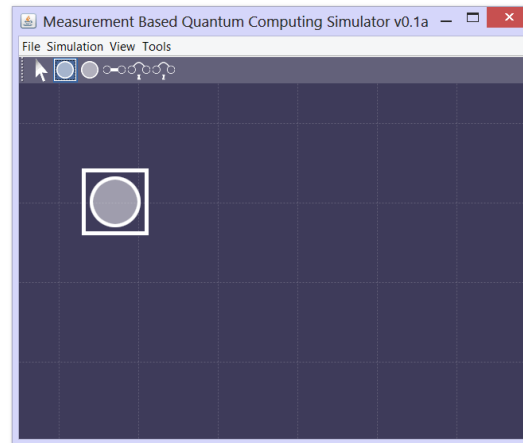 Measurement Based Quantum Computing Simulator v0.1a
File Simulation View Tools